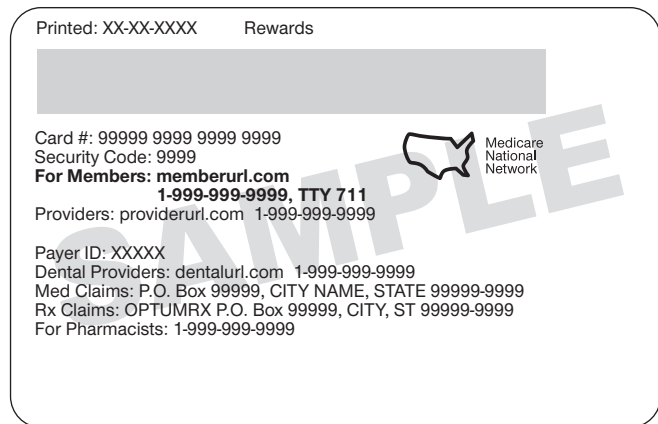 Printed: XX-XX-XXXX Rewards
Card #: 99999 9999 9999 9999
Security Code: 9999
For Members: memberurl.com
1-999-999-9999, TTY 711
Providers: providerurl.com 1-999-999-9999
Medicare
National
Network
Payer ID: XXXXX
Dental Providers: dentalurl.com 1-999-999-9999
Med Claims: P.O. Box 99999, CITY NAME, STATE 99999-9999
Rx Claims: OPTUMRX P.O. Box 99999, CITY, ST 99999-9999
For Pharmacists: 1-999-999-9999
SAMPLE